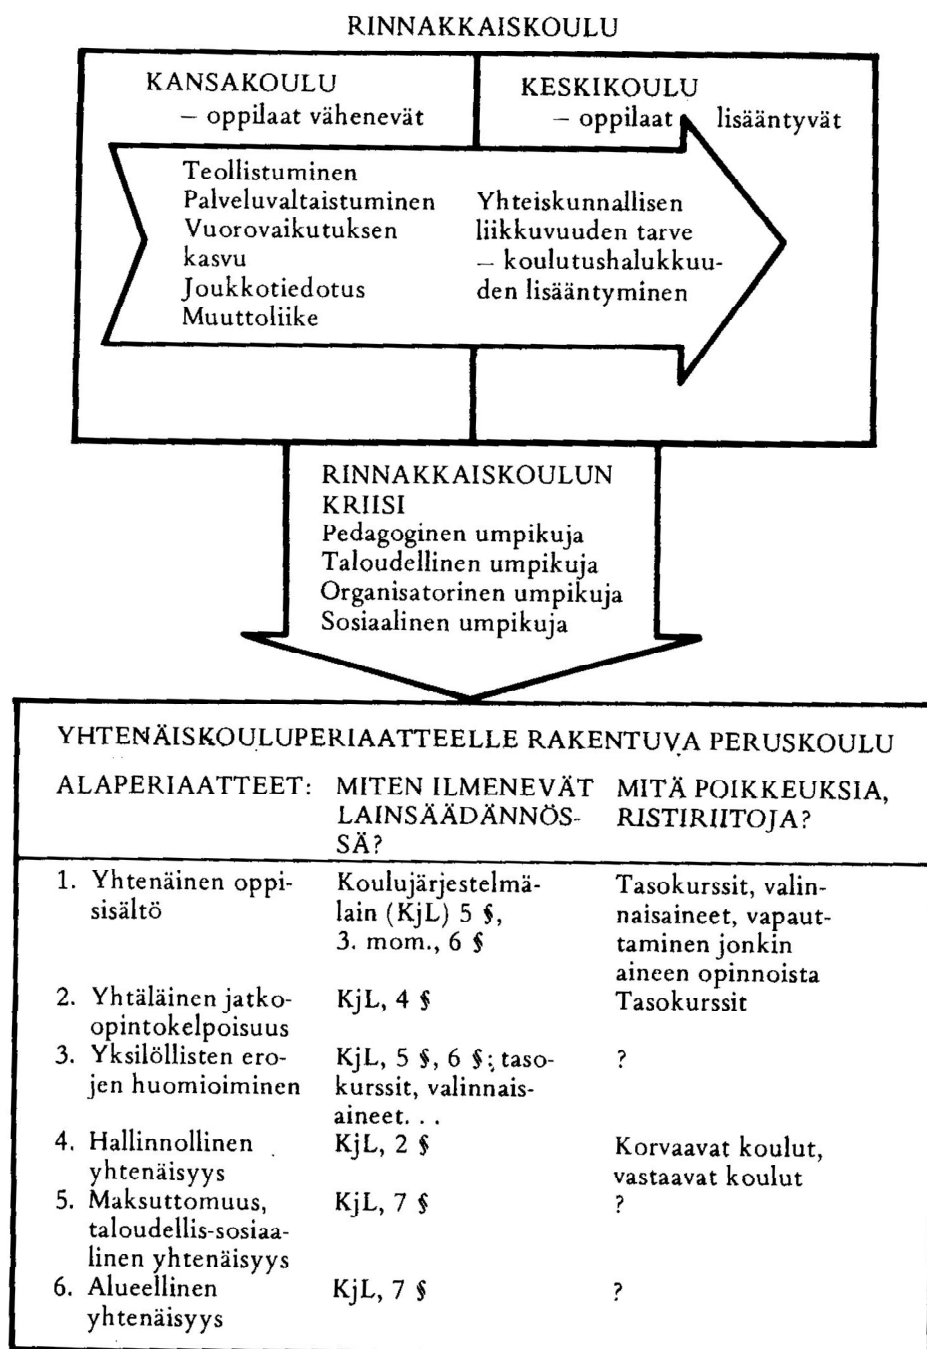 RINNAKKAISKOULU
KANSAKOULU
– oppilaat vähenevät
KESKIKOULU
– oppilaat lisääntyvät
Teollistuminen
Palveluvaltaistuminen
Vuorovaikutuksen
kasvu
Joukkotiedotus
Muuttoliike
Yhteiskunnallisen
liikkuvuuden tarve
– koulutushalukkuu-
den lisääntyminen
RINNAKKAISKOULUN
KRIISI
Pedagoginen umpikuja
Taloudellinen umpikuja
Organisatorinen umpikuja
Sosiaalinen umpikuja
YHTENÄISKOULUPERIAATTEELLE RAKENTUVA PERUSKOULU
ALAPERIAATTEET:
MITEN ILMENEVÄT
LAINSÄÄDÄNNÖS-
SÄ?
MITÄ POIKKEUKSIA,
RISTIRIITOJA?
1. Yhtenäinen oppi-
sisältö
Koulujärjestelmä-
lain (KjL) 5 §,
3. mom., 6 §
Tasokurssit, valin-
naisaineet, vapaut-
taminen jonkin
aineen opinnoista
2. Yhtäläinen jatko-
opintokelpoisuus
KjL, 4 §
Tasokurssit
3. Yksilöllisten ero-
jen huomioiminen
KjL, 5 §, 6 §; taso-
kurssit, valinnais-
aineet. . .
?
4. Hallinnollinen
yhtenäisyys
KjL, 2 §
Korvaavat koulut,
vastaavat koulut
5. Maksuttomuus,
taloudellis-sosiaa-
linen yhtenäisyys
KjL, 7 §
?
6. Alueellinen
yhtenäisyys
KjL, 7 §
?